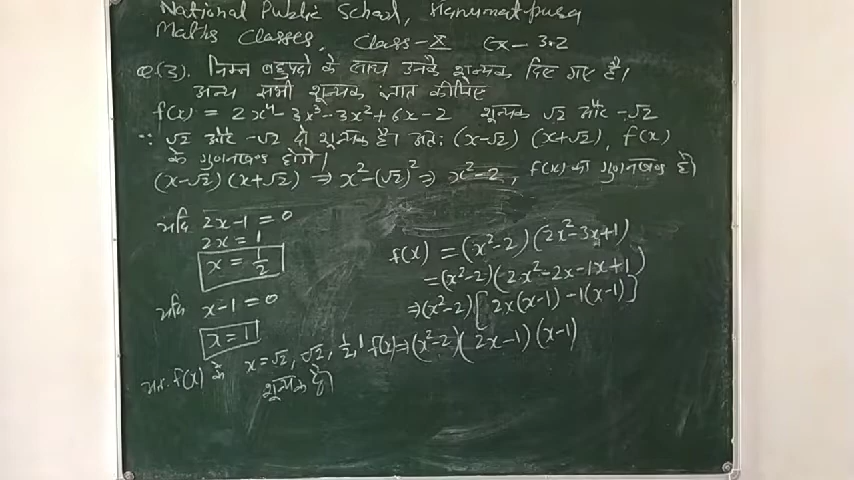 National Public School, Hanumatpura
Maths Classes, Class-X Ex-3.2
Q.(3). निम्न बहुपदो के साथ उनके शून्यक दिए गए है।
अन्य सभी शून्यक ज्ञात कीजिए
f(x) = 2x⁴-3x³-3x²+6x-2 शून्यक √2 और -√2
∵ √2 और -√2 दो शून्यक है। अतः (x-√2) (x+√2), f(x)
के गुणनखण्ड होंगे।
(x-√2)(x+√2) ⇒ x²-(√2)² ⇒ x²-2, f(x) का गुणनखण्ड है।
यदि 2x-1=0
2x=1
x=1/2
यदि x-1=0
x=1
f(x) = (x²-2)(2x²-3x+1)
=(x²-2)(2x²-2x-1x+1)
⇒(x²-2)[2x(x-1)-1(x-1)]
f(x)⇒(x²-2)(2x-1)(x-1)
अतः f(x) के x=√2, √2, 1/2, 1
शून्यक है।